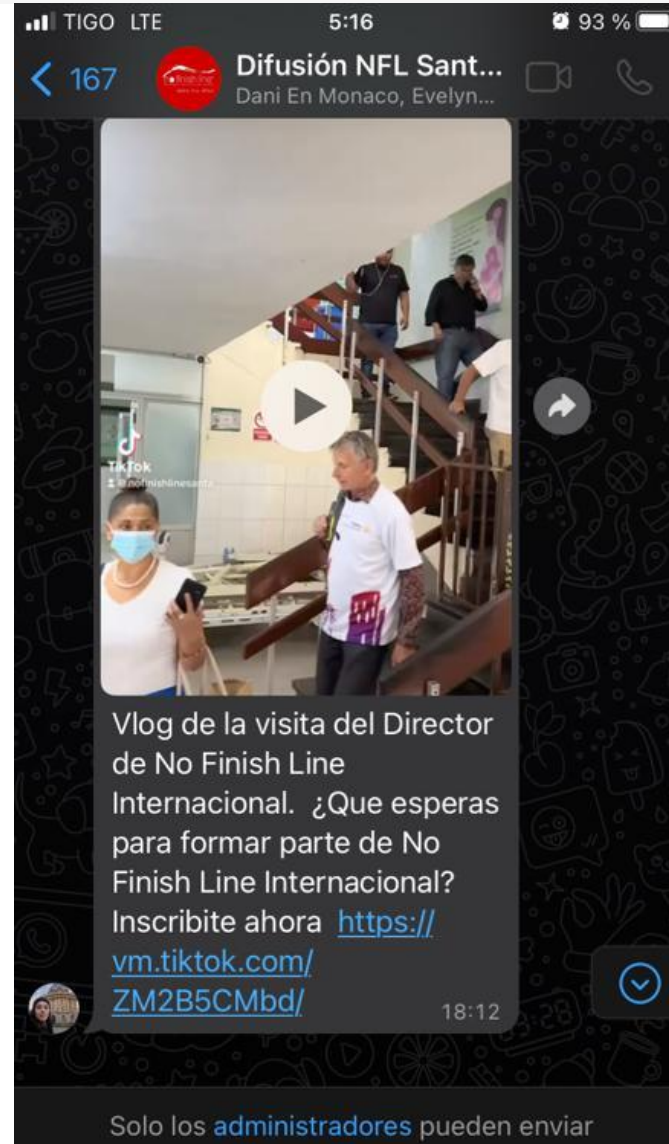 TIGO LTE 5:16 93 %
167 Difusión NFL Sant...
Dani En Monaco, Evelyn...
TikTok
@nofinishlinesanta
Vlog de la visita del Director
de No Finish Line
Internacional. ¿Que esperas
para formar parte de No
Finish Line Internacional?
Inscribite ahora https://
vm.tiktok.com/
ZM2B5CMbd/
18:12
Solo los administradores pueden enviar